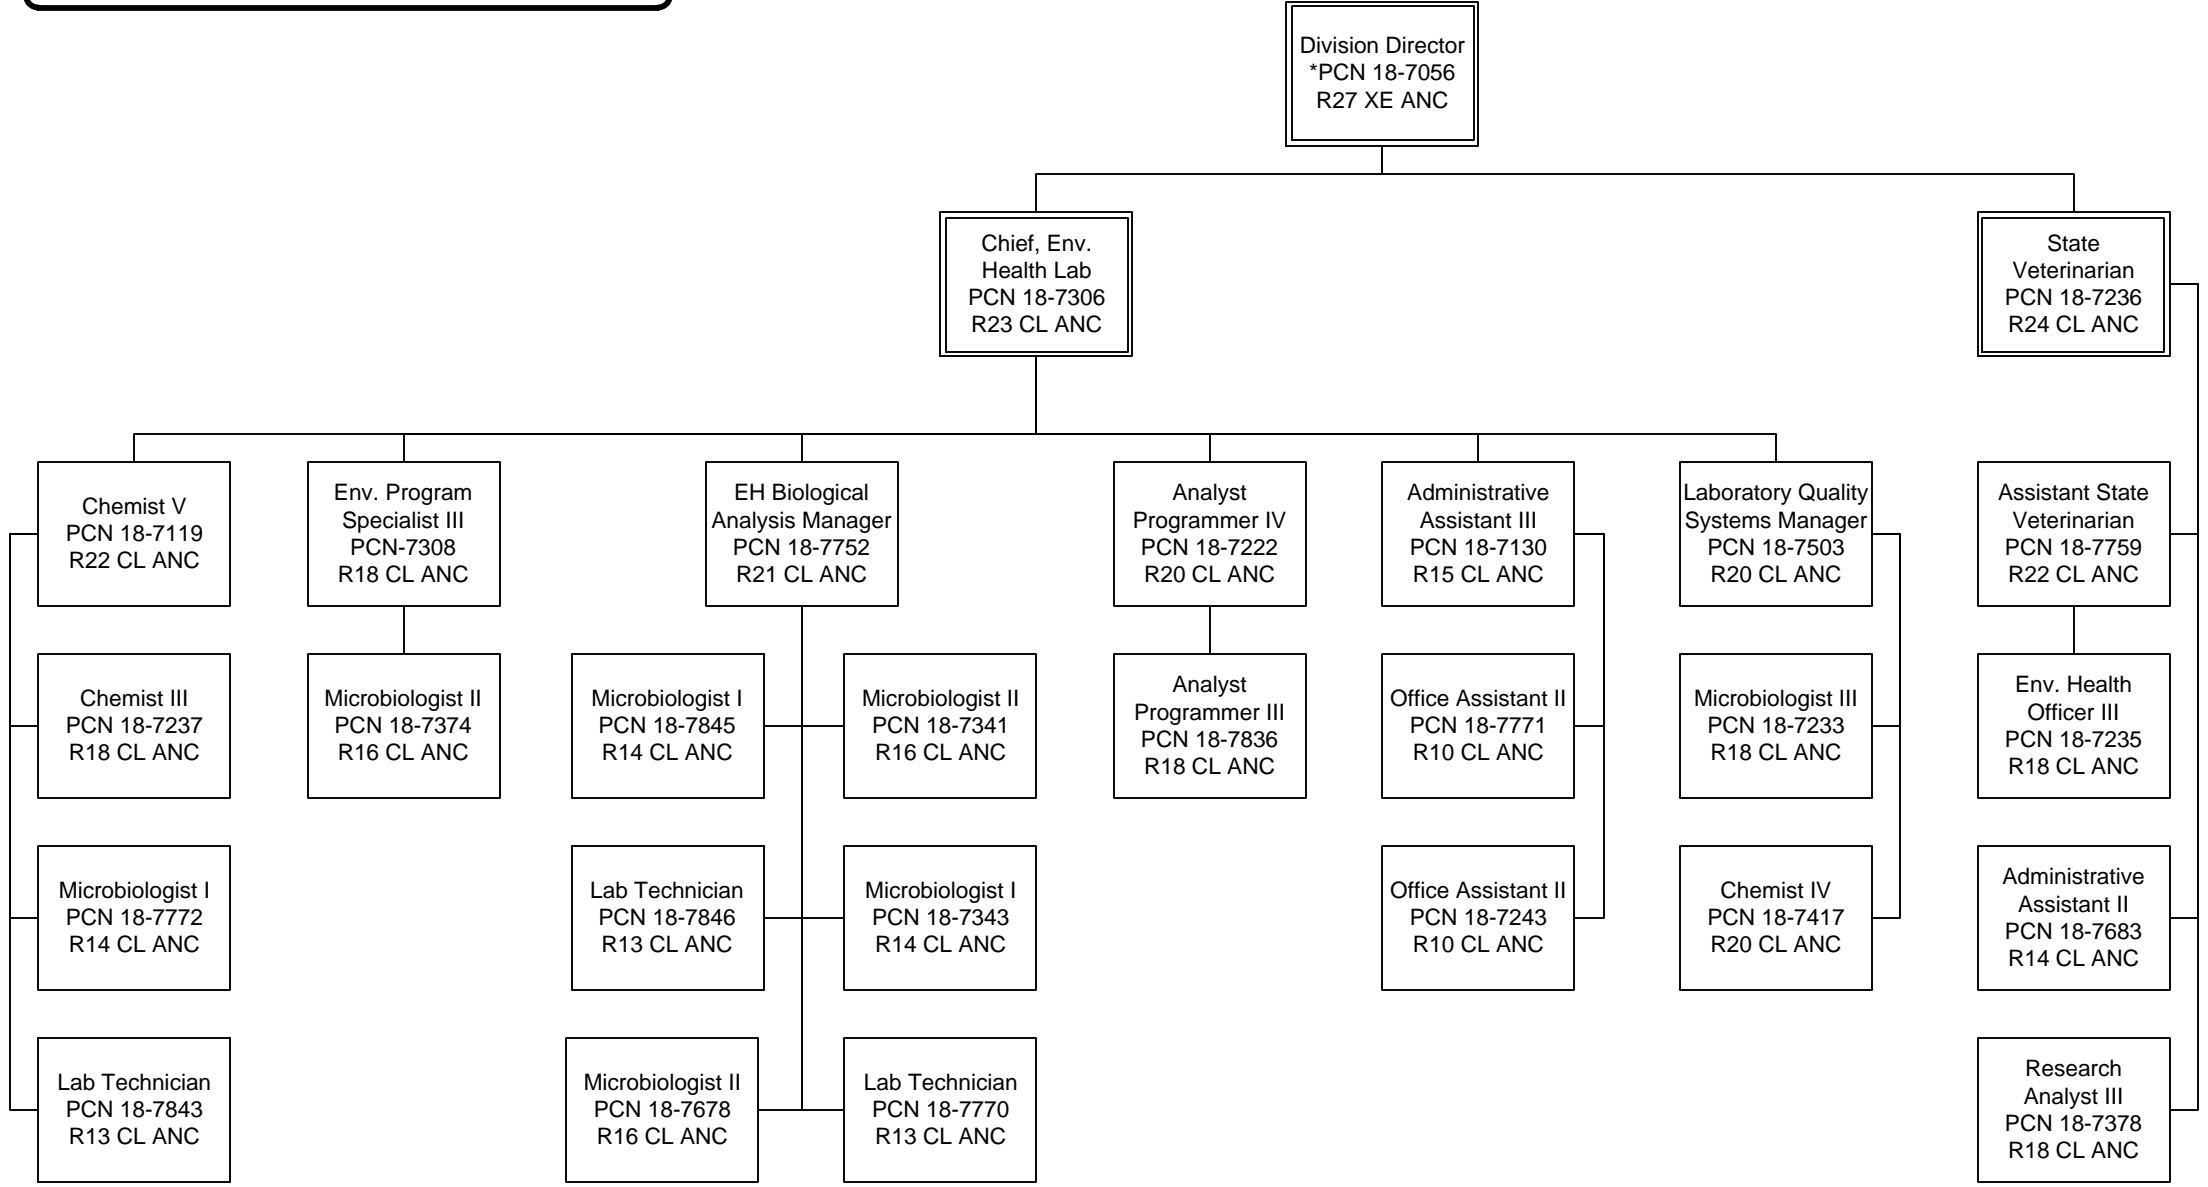 Division Director
*PCN 18-7056
R27 XE ANC
Chief, Env.
Health Lab
PCN 18-7306
R23 CL ANC
State
Veterinarian
PCN 18-7236
R24 CL ANC
Chemist V
PCN 18-7119
R22 CL ANC
Env. Program
Specialist III
PCN-7308
R18 CL ANC
EH Biological
Analysis Manager
PCN 18-7752
R21 CL ANC
Analyst
Programmer IV
PCN 18-7222
R20 CL ANC
Administrative
Assistant III
PCN 18-7130
R15 CL ANC
Laboratory Quality
Systems Manager
PCN 18-7503
R20 CL ANC
Assistant State
Veterinarian
PCN 18-7759
R22 CL ANC
Chemist III
PCN 18-7237
R18 CL ANC
Microbiologist II
PCN 18-7374
R16 CL ANC
Microbiologist I
PCN 18-7845
R14 CL ANC
Microbiologist II
PCN 18-7341
R16 CL ANC
Analyst
Programmer III
PCN 18-7836
R18 CL ANC
Office Assistant II
PCN 18-7771
R10 CL ANC
Microbiologist III
PCN 18-7233
R18 CL ANC
Env. Health
Officer III
PCN 18-7235
R18 CL ANC
Microbiologist I
PCN 18-7772
R14 CL ANC
Lab Technician
PCN 18-7846
R13 CL ANC
Microbiologist I
PCN 18-7343
R14 CL ANC
Office Assistant II
PCN 18-7243
R10 CL ANC
Chemist IV
PCN 18-7417
R20 CL ANC
Administrative
Assistant II
PCN 18-7683
R14 CL ANC
Lab Technician
PCN 18-7843
R13 CL ANC
Microbiologist II
PCN 18-7678
R16 CL ANC
Lab Technician
PCN 18-7770
R13 CL ANC
Research
Analyst III
PCN 18-7378
R18 CL ANC